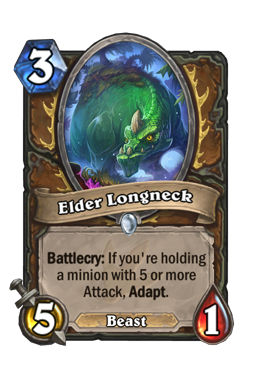 3
Elder Longneck
Battlecry: If you're holding
a minion with 5 or more
Attack, Adapt.
5
Beast
1